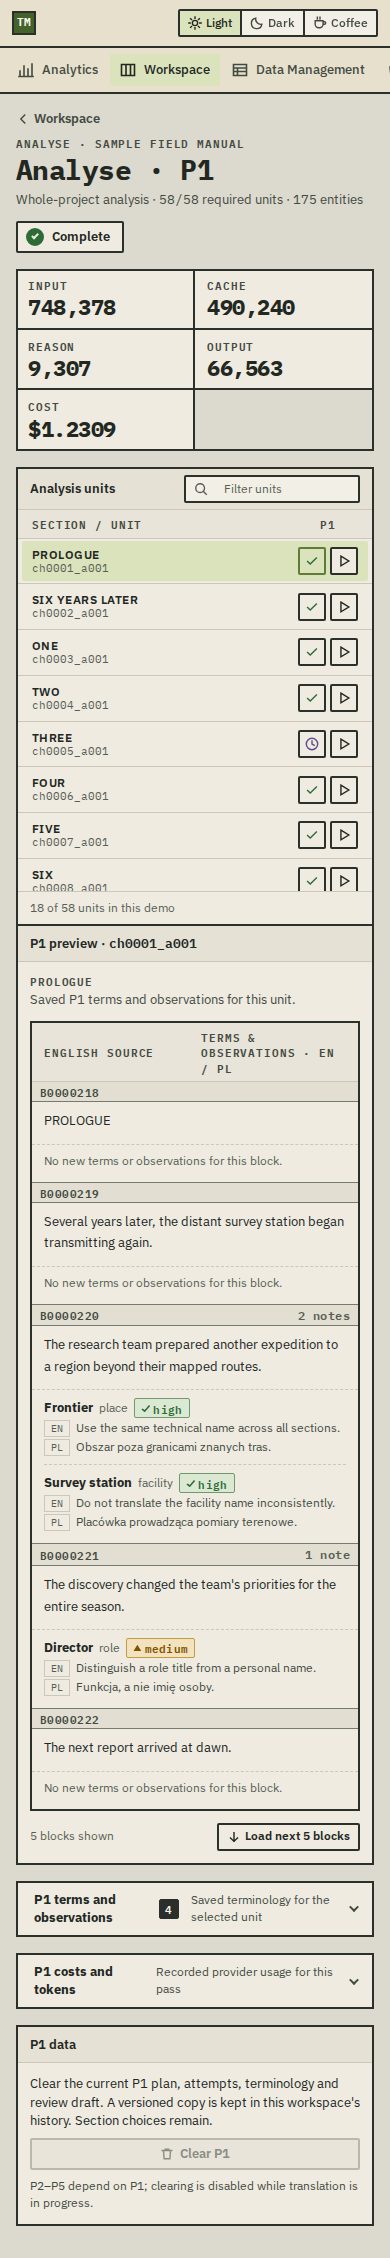 TM
Light
Dark
Coffee
Analytics
Workspace
Data Management
Workspace
ANALYSE · SAMPLE FIELD MANUAL
Analyse · P1
Whole-project analysis · 58/58 required units · 175 entities
Complete
INPUT
748,378
CACHE
490,240
REASON
9,307
OUTPUT
66,563
COST
$1.2309
Analysis units
Filter units
SECTION / UNIT
P1
PROLOGUE
ch0001_a001
SIX YEARS LATER
ch0002_a001
ONE
ch0003_a001
TWO
ch0004_a001
THREE
ch0005_a001
FOUR
ch0006_a001
FIVE
ch0007_a001
SIX
ch0008_a001
18 of 58 units in this demo
P1 preview · ch0001_a001
PROLOGUE
Saved P1 terms and observations for this unit.
ENGLISH SOURCE
TERMS &
OBSERVATIONS · EN
/ PL
B0000218
PROLOGUE
No new terms or observations for this block.
B0000219
Several years later, the distant survey station began
transmitting again.
No new terms or observations for this block.
B0000220
2 notes
The research team prepared another expedition to
a region beyond their mapped routes.
Frontier place high
EN Use the same technical name across all sections.
PL Obszar poza granicami znanych tras.
Survey station facility high
EN Do not translate the facility name inconsistently.
PL Placówka prowadząca pomiary terenowe.
B0000221
1 note
The discovery changed the team's priorities for the
entire season.
Director role medium
EN Distinguish a role title from a personal name.
PL Funkcja, a nie imię osoby.
B0000222
The next report arrived at dawn.
No new terms or observations for this block.
5 blocks shown
Load next 5 blocks
P1 terms and
observations
4
Saved terminology for the
selected unit
P1 costs and
tokens
Recorded provider usage for this
pass
P1 data
Clear the current P1 plan, attempts, terminology and
review draft. A versioned copy is kept in this workspace's
history. Section choices remain.
Clear P1
P2–P5 depend on P1; clearing is disabled while translation is
in progress.